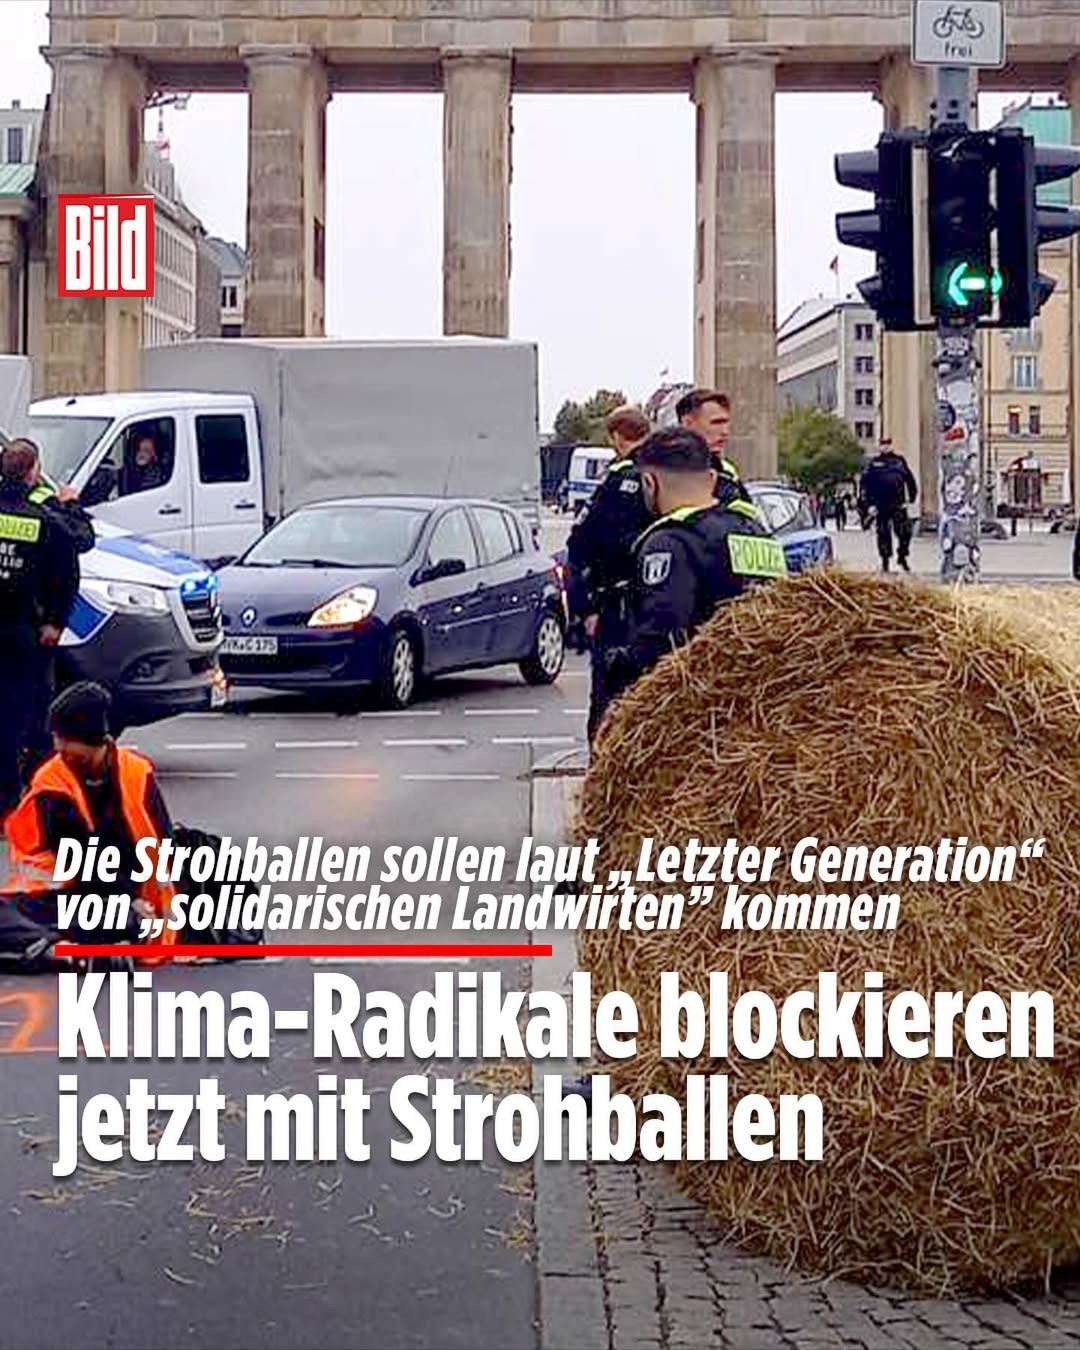 frei
Bild
POLIZEI
Die Strohballen sollen laut „Letzter Generation“
von „solidarischen Landwirten” kommen
Klima-Radikale blockieren
jetzt mit Strohballen